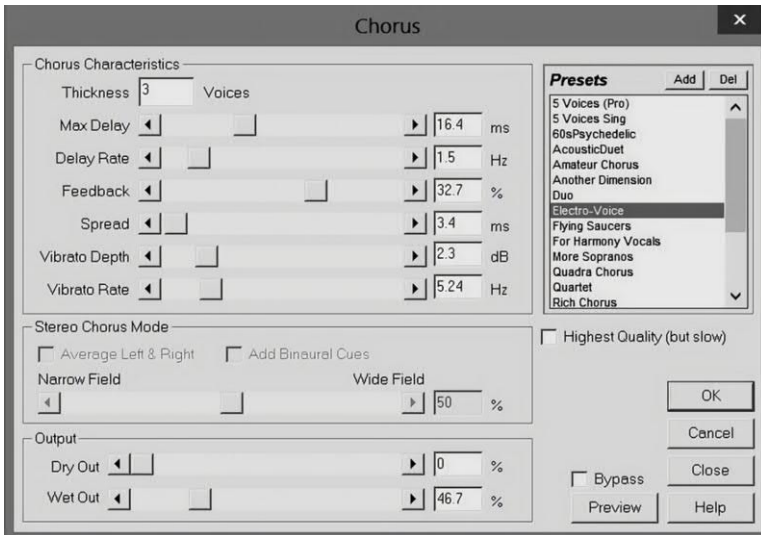 Chorus
x
Chorus Characteristics
Thickness 3 Voices
Max Delay 16.4 ms
Delay Rate 1.5 Hz
Feedback 32.7 %
Spread 3.4 ms
Vibrato Depth 2.3 dB
Vibrato Rate 5.24 Hz
Stereo Chorus Mode
Average Left & Right Add Binaural Cues
Narrow Field Wide Field
50 %
Output
Dry Out 0 %
Wet Out 46.7 %
Presets Add Del
5 Voices (Pro)
5 Voices Sing
60sPsychedelic
AcousticDuet
Amateur Chorus
Another Dimension
Duo
Electro-Voice
Flying Saucers
For Harmony Vocals
More Sopranos
Quadra Chorus
Quartet
Rich Chorus
Highest Quality (but slow)
OK
Cancel
Close
Bypass
Preview Help